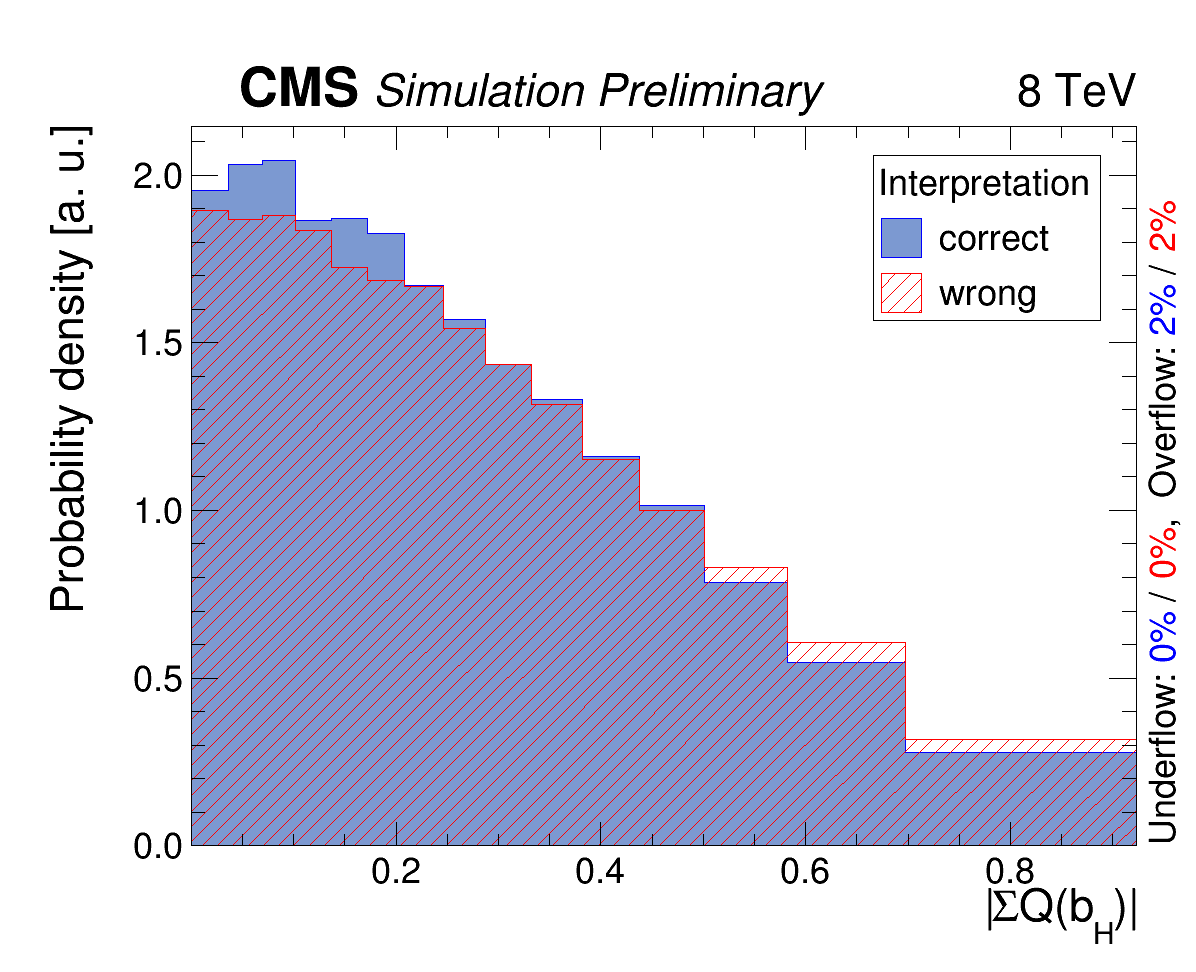 CMS Simulation Preliminary 8 TeV
Probability density [a. u.]
2.0
1.5
1.0
0.5
0.0
Interpretation
correct
wrong
0.2 0.4 0.6 0.8
|ΣQ(b_H)|
Underflow: 0% / 0%, Overflow: 2% / 2%